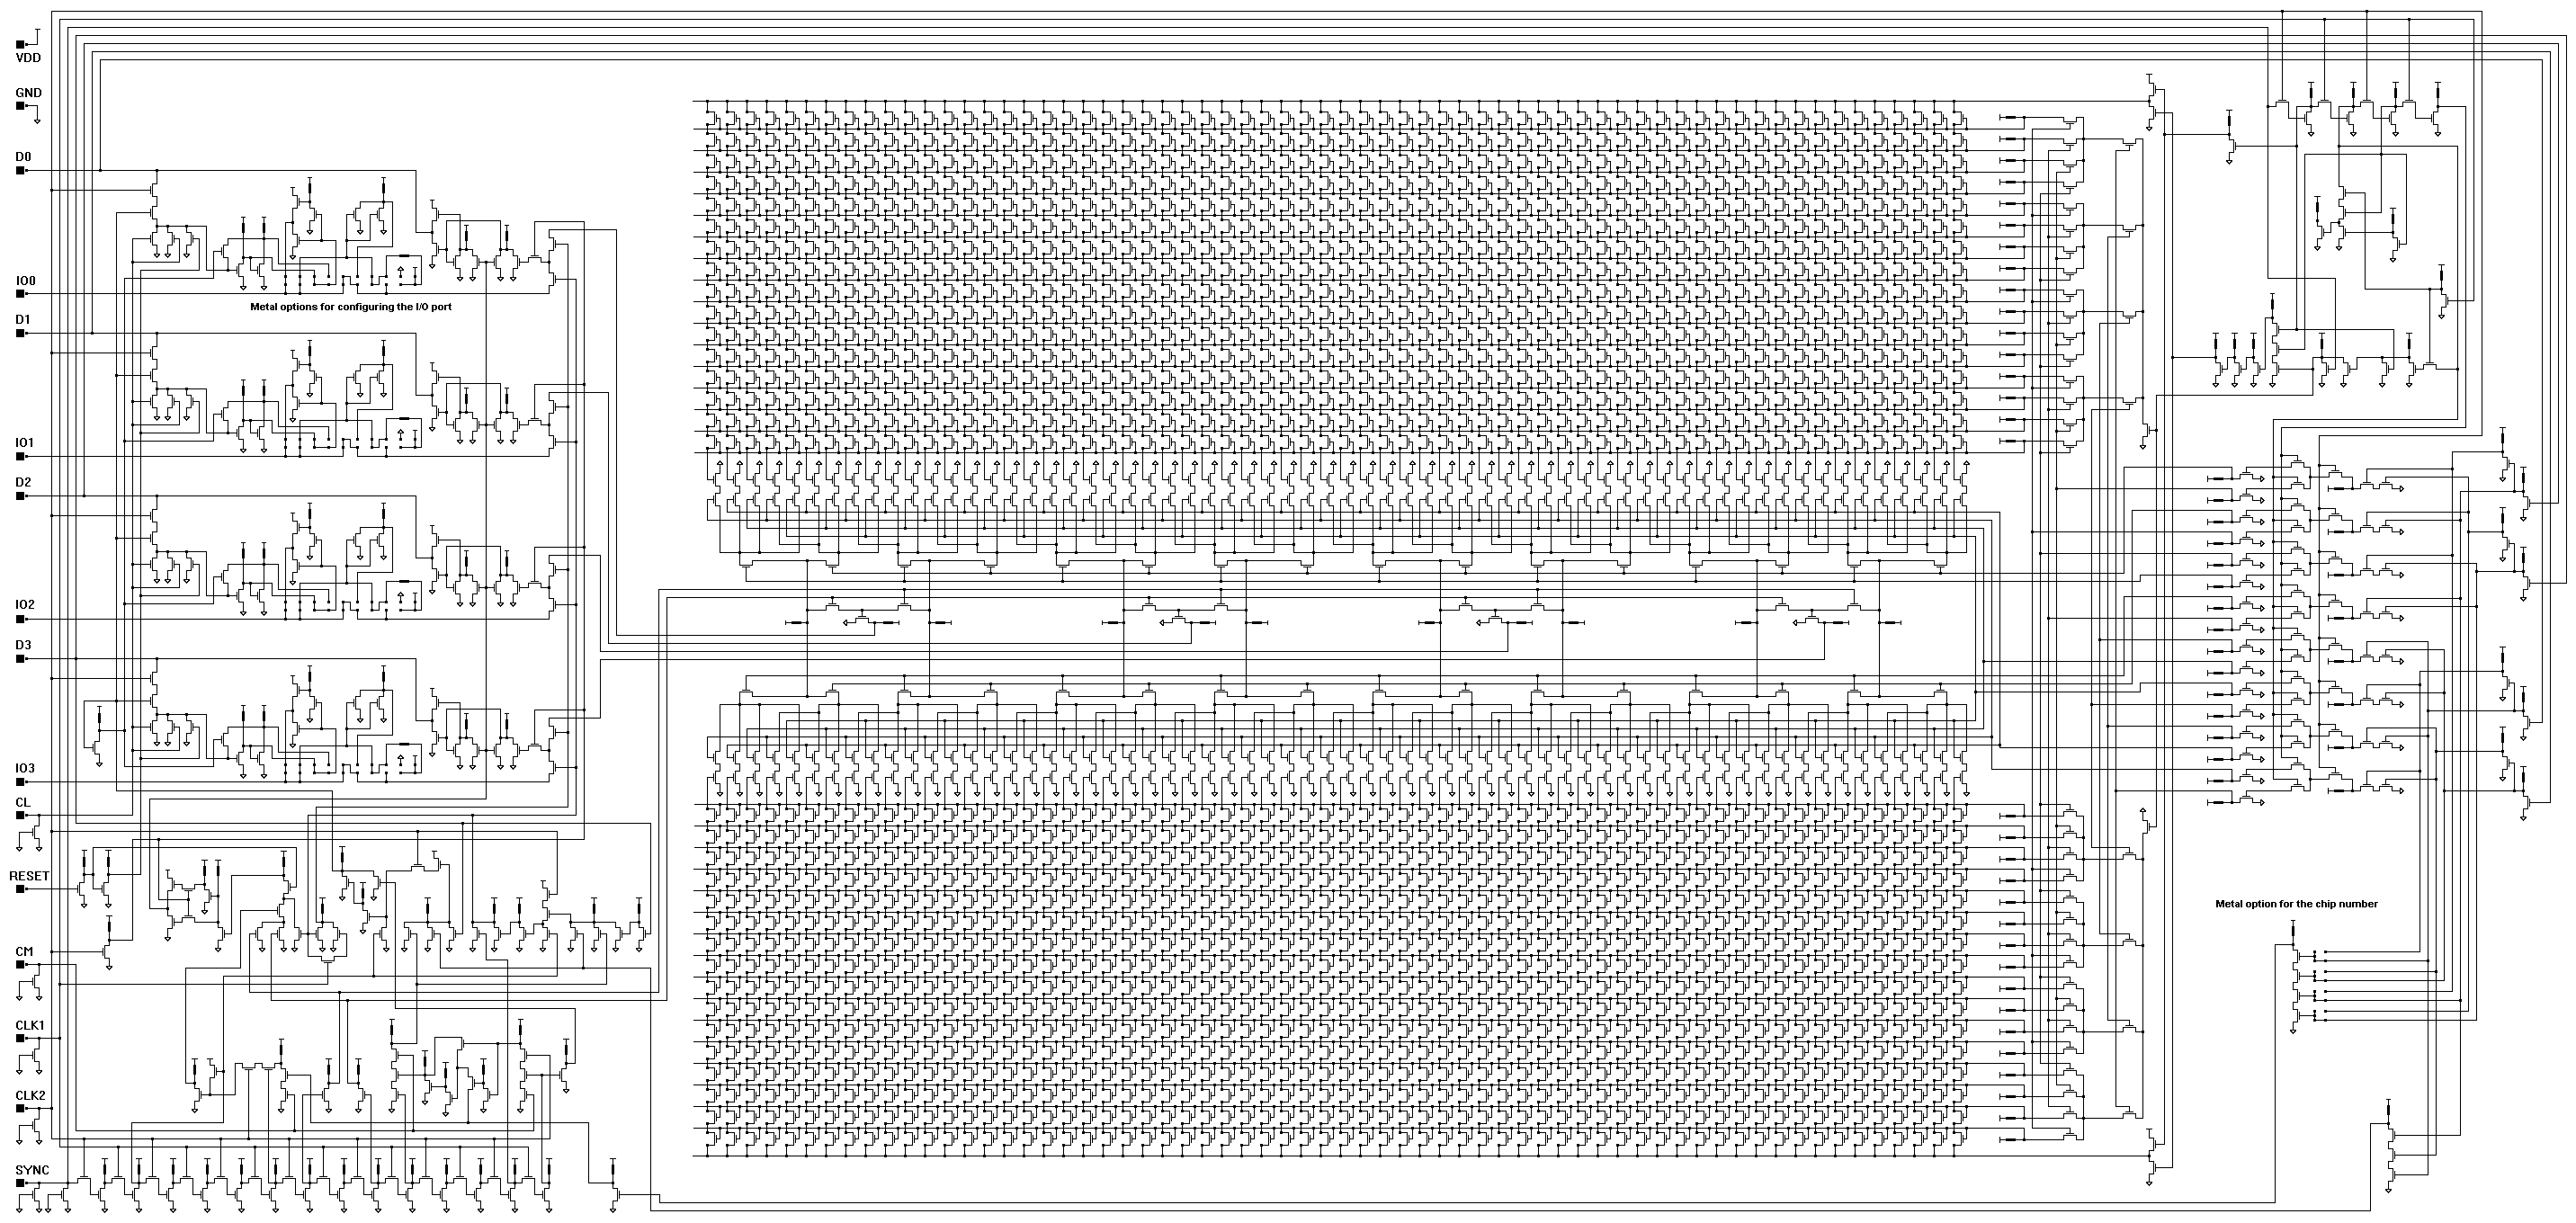 VDD
GND
D0
IO0
Metal options for configuring the I/O port
D1
IO1
D2
IO2
D3
IO3
CL
RESET
CM
CLK1
CLK2
SYNC
Metal option for the chip number